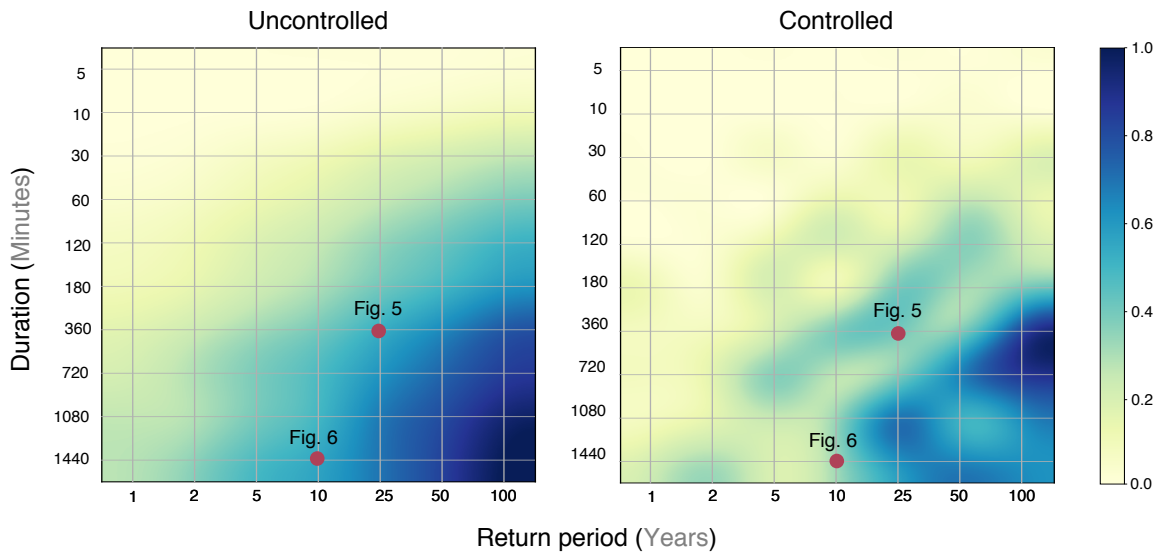 Uncontrolled
Controlled
Duration (Minutes)
5
10
30
60
120
180
360
720
1080
1440
Fig. 5
Fig. 6
1 2 5 10 25 50 100
5
10
30
60
120
180
360
720
1080
1440
Fig. 5
Fig. 6
1 2 5 10 25 50 100
1.0
0.8
0.6
0.4
0.2
0.0
Return period (Years)